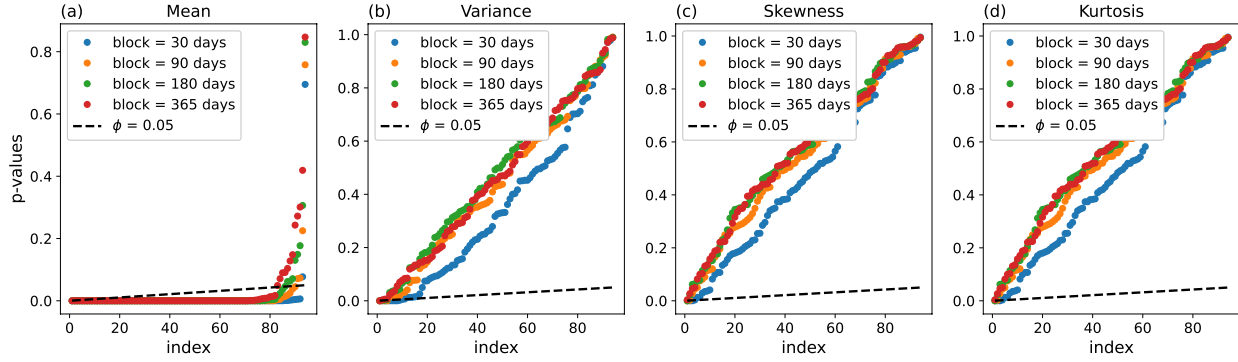 (a) Mean
p-values
0.8
0.6
0.4
0.2
0.0
block = 30 days
block = 90 days
block = 180 days
block = 365 days
ϕ = 0.05
0 20 40 60 80
index
(b) Variance
1.0
0.8
0.6
0.4
0.2
0.0
block = 30 days
block = 90 days
block = 180 days
block = 365 days
ϕ = 0.05
0 20 40 60 80
index
(c) Skewness
1.0
0.8
0.6
0.4
0.2
0.0
block = 30 days
block = 90 days
block = 180 days
block = 365 days
ϕ = 0.05
0 20 40 60 80
index
(d) Kurtosis
1.0
0.8
0.6
0.4
0.2
0.0
block = 30 days
block = 90 days
block = 180 days
block = 365 days
ϕ = 0.05
0 20 40 60 80
index